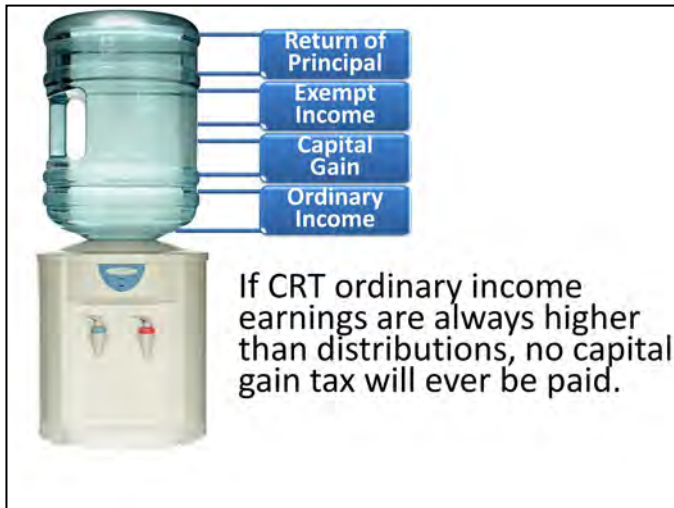 Return of
Principal
Exempt
Income
Capital
Gain
Ordinary
Income
If CRT ordinary income
earnings are always higher
than distributions, no capital
gain tax will ever be paid.